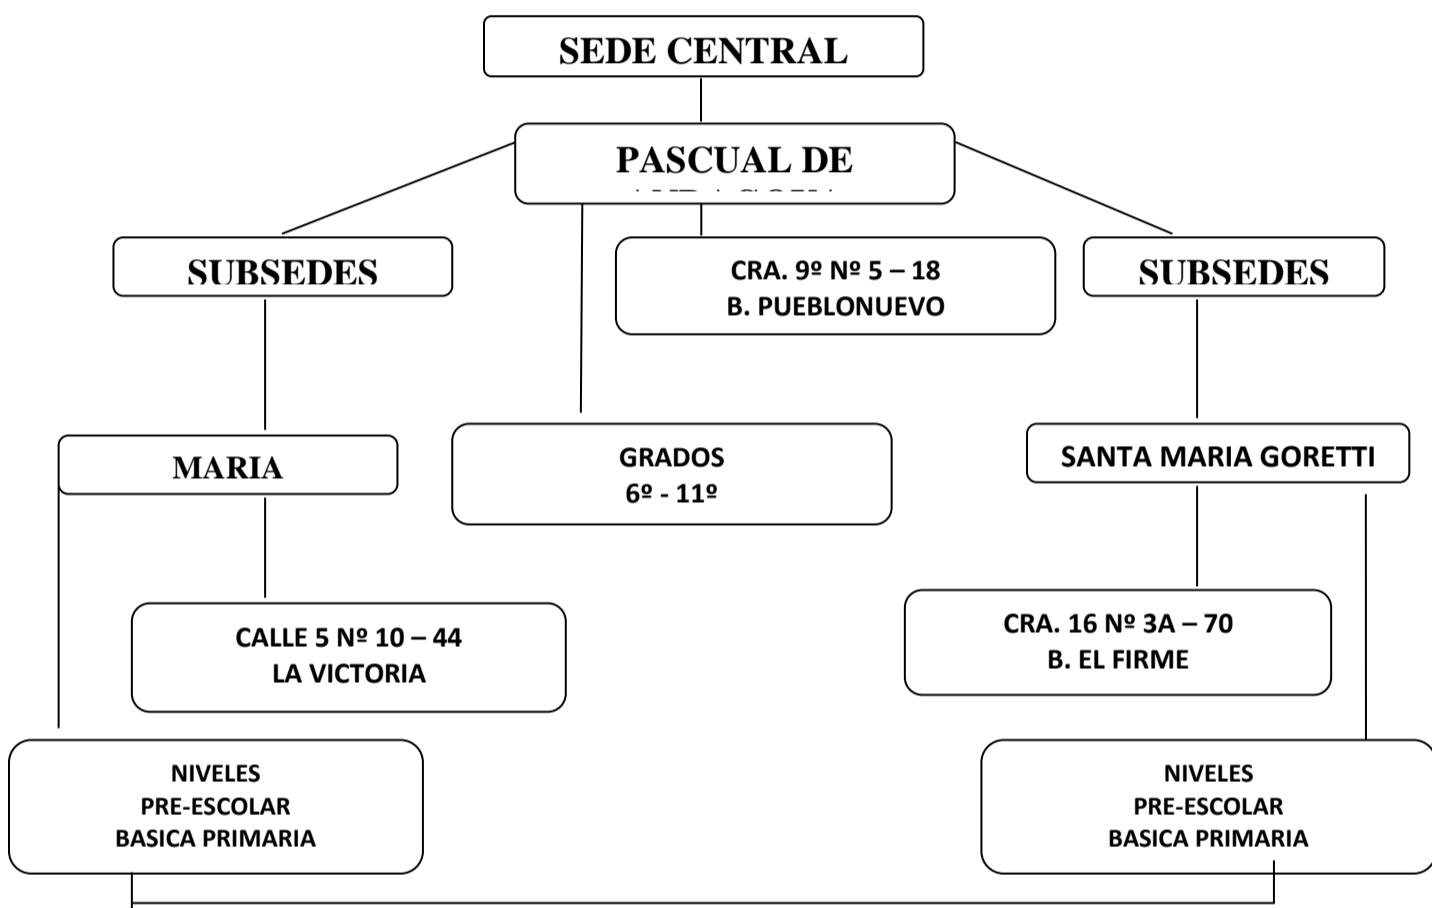 SEDE CENTRAL
PASCUAL DE
SUBSEDES
CRA. 9º Nº 5 – 18
B. PUEBLONUEVO
SUBSEDES
MARIA
GRADOS
6º - 11º
SANTA MARIA GORETTI
CALLE 5 Nº 10 – 44
LA VICTORIA
CRA. 16 Nº 3A – 70
B. EL FIRME
NIVELES
PRE-ESCOLAR
BASICA PRIMARIA
NIVELES
PRE-ESCOLAR
BASICA PRIMARIA